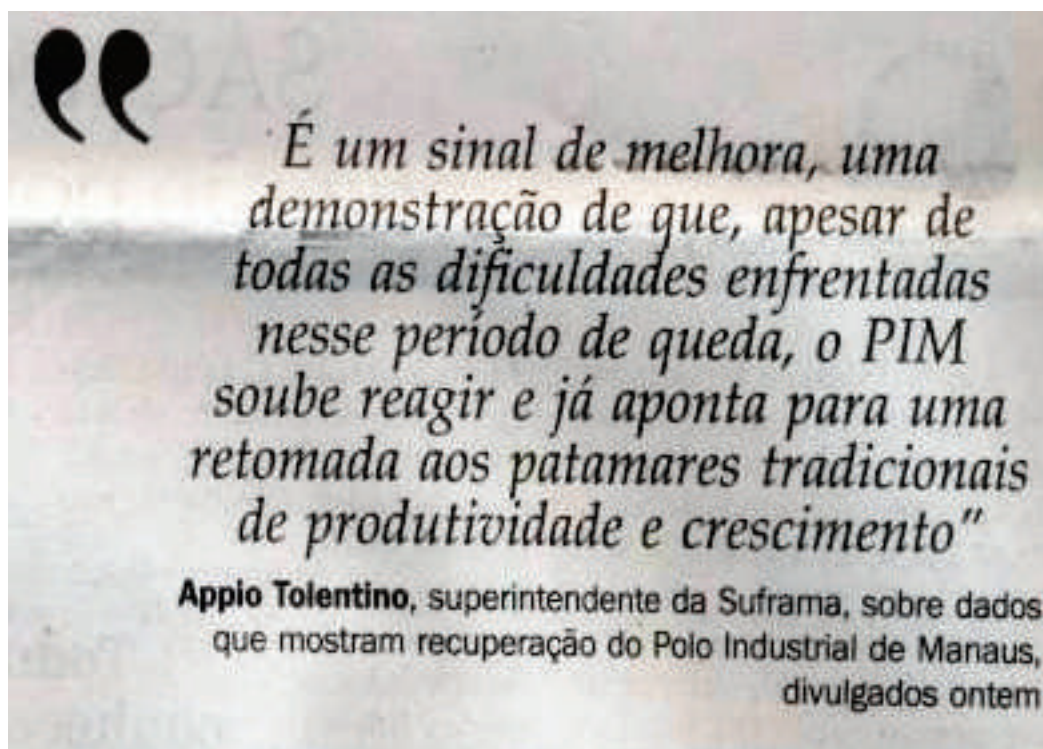 É um sinal de melhora, uma
demonstração de que, apesar de
todas as dificuldades enfrentadas
nesse período de queda, o PIM
soube reagir e já aponta para uma
retomada aos patamares tradicionais
de produtividade e crescimento”
Appio Tolentino, superintendente da Suframa, sobre dados
que mostram recuperação do Polo Industrial de Manaus,
divulgados ontem